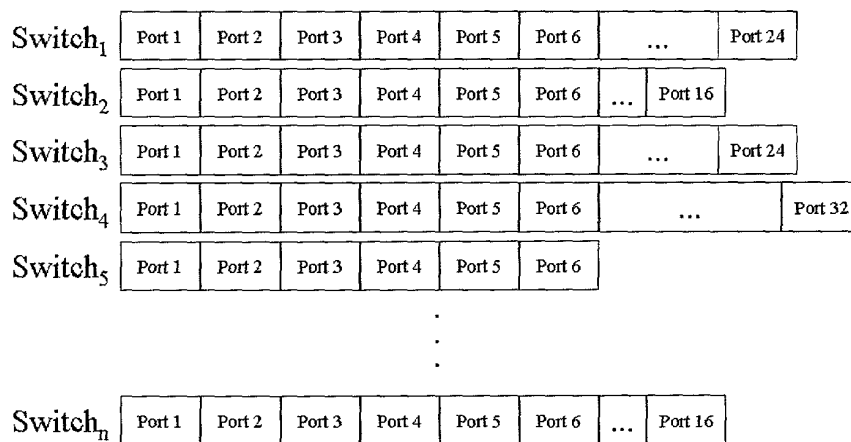 Switch₁ Port 1 Port 2 Port 3 Port 4 Port 5 Port 6 ... Port 24
Switch₂ Port 1 Port 2 Port 3 Port 4 Port 5 Port 6 ... Port 16
Switch₃ Port 1 Port 2 Port 3 Port 4 Port 5 Port 6 ... Port 24
Switch₄ Port 1 Port 2 Port 3 Port 4 Port 5 Port 6 ... Port 32
Switch₅ Port 1 Port 2 Port 3 Port 4 Port 5 Port 6
.
.
.
Switchₙ Port 1 Port 2 Port 3 Port 4 Port 5 Port 6 ... Port 16